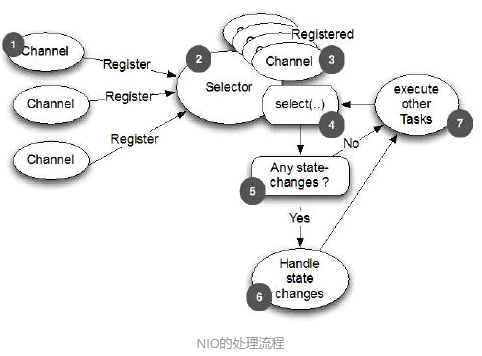 1
Channel
Register
Channel
Register
Channel
Register
2
Selector
Registered
Channel
3
select(..)
4
Any state-
changes ?
5
No
Yes
Handle
state
changes
6
execute
other
Tasks
7
NIO的处理流程